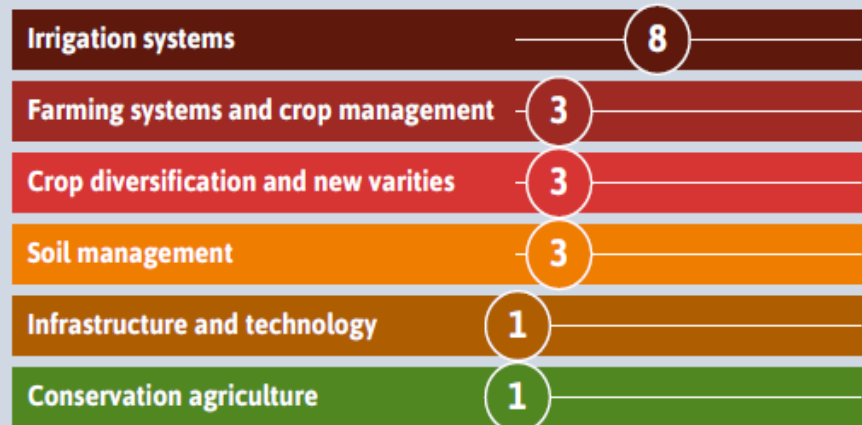 Irrigation systems 8
Farming systems and crop management 3
Crop diversification and new varities 3
Soil management 3
Infrastructure and technology 1
Conservation agriculture 1